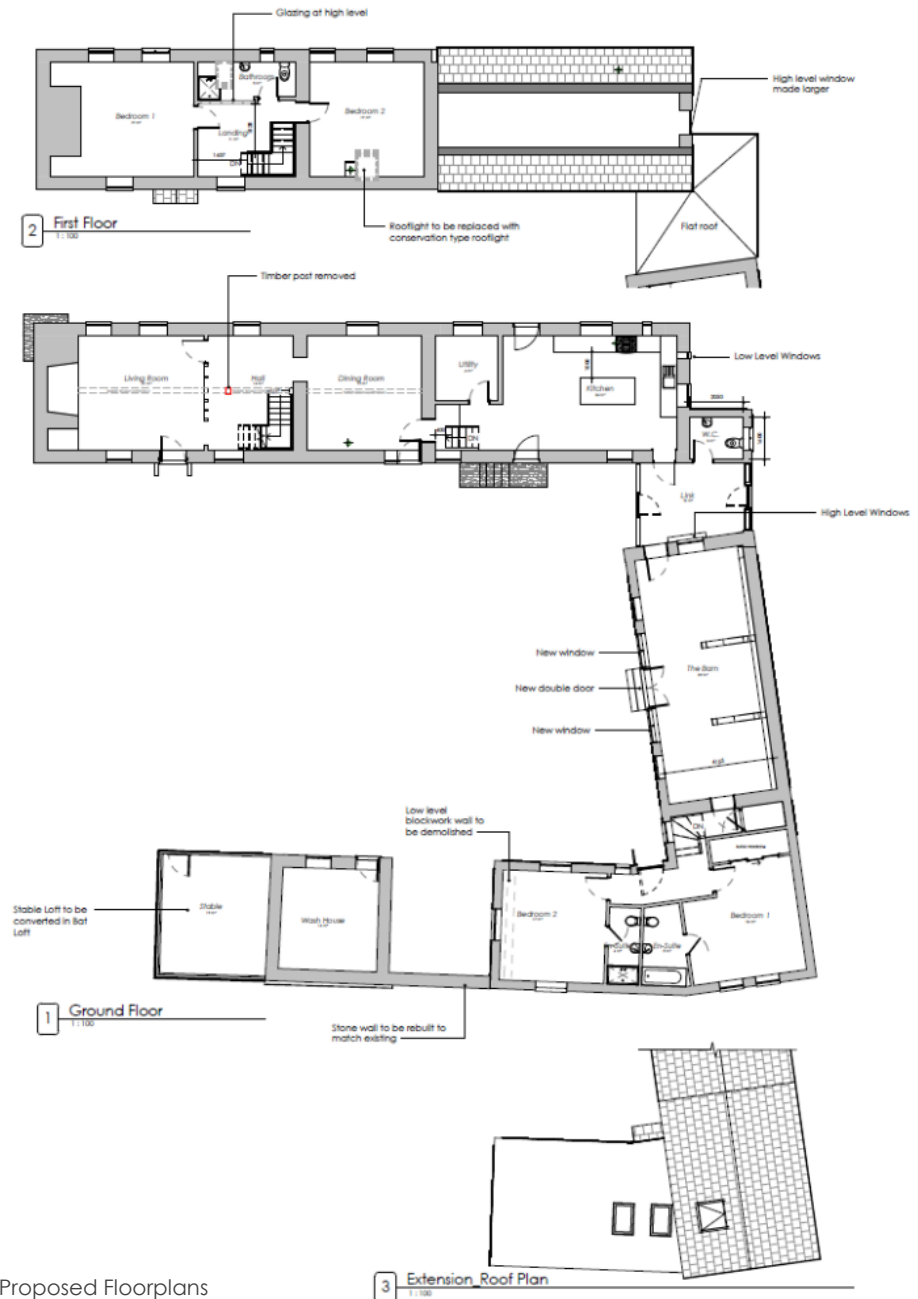 Glazing at high level
High level window
made larger
Bathroom
Bedroom 1
Bedroom 2
Landing
DN
Flat roof
2 First Floor
1 : 100
Rooflight to be replaced with
conservation type rooflight
Timber post removed
Living Room
Hall
Dining Room
Utility
Kitchen
Low Level Windows
W.C.
DN
Link
High Level Windows
New window
The Barn
New double door
New window
Low level
blockwork wall to
be demolished
DN
Stable Loft to be
converted in Bat
Loft
Stable
Wash House
Bedroom 2
En-Suite
En-Suite
Bedroom 1
1 Ground Floor
1 : 100
Stone wall to be rebuilt to
match existing
Proposed Floorplans
3 Extension_Roof Plan
1 : 100